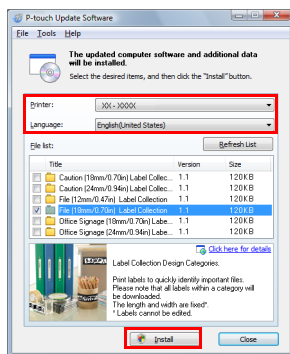 P-touch Update Software
File Tools Help
The updated computer software and additional data
will be installed.
Select the desired items, and then click the "Install" button.
Printer: XX - XXXX
Language: English(United States)
File list: Refresh List
Title Version Size
Caution (18mm/0.70in) Label Collec... 1.1 120KB
Caution (24mm/0.94in) Label Collec... 1.1 120KB
File (12mm/0.47in) Label Collection 1.1 120KB
File (18mm/0.70in) Label Collection 1.1 120KB
Office Signage (18mm/0.70in) Labe... 1.1 120KB
Office Signage (24mm/0.94in) Labe... 1.1 120KB
Click here for details
Label Collection Design Categories.
Print labels to quickly identify important files.
Please note that all labels within a category will
be downloaded.
The length and width are fixed*.
* Labels cannot be edited.
Install Close